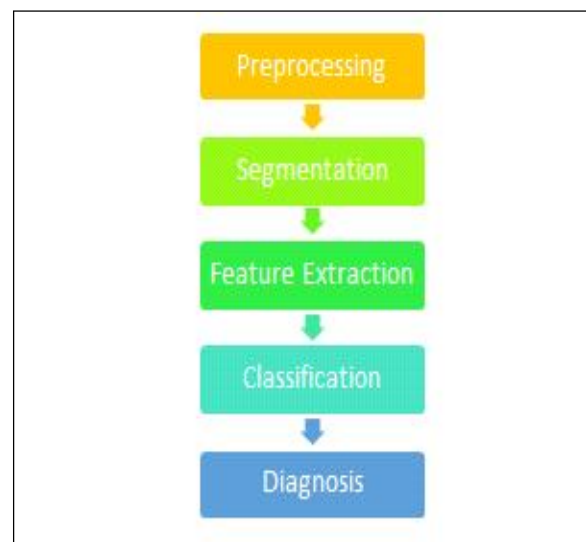 Preprocessing
Segmentation
Feature Extraction
Classification
Diagnosis